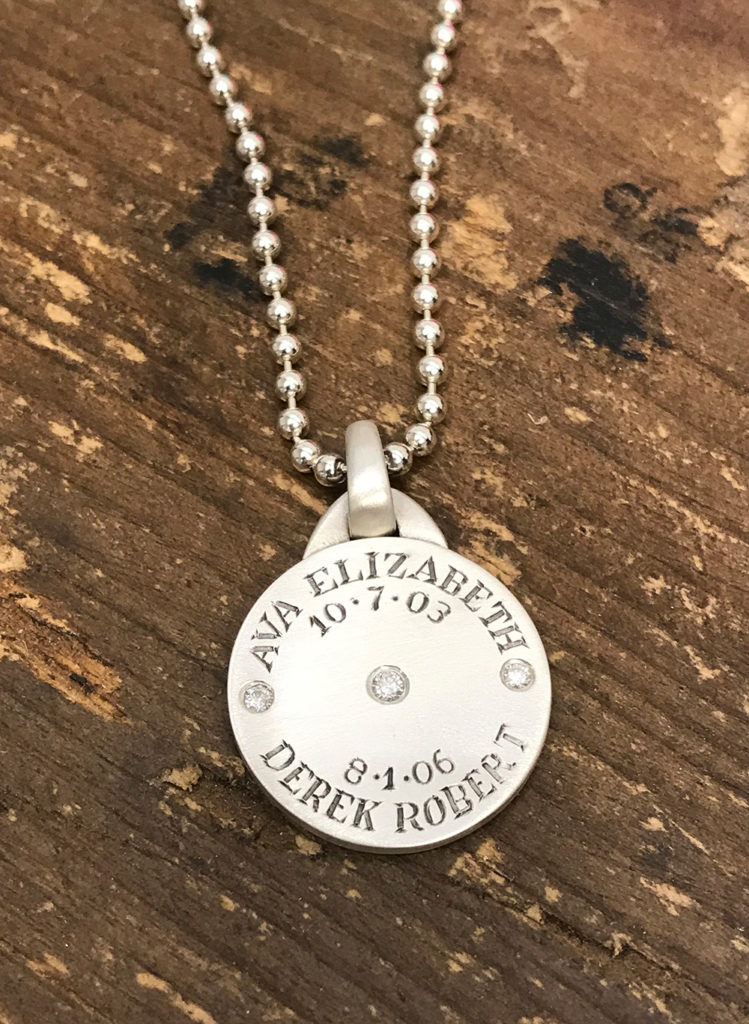 AVA ELIZABETH
10·7·03
8·1·06
DEREK ROBERT